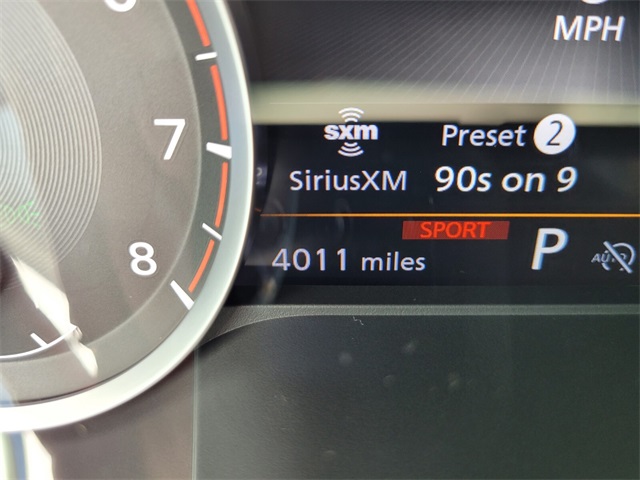 MPH
7
8
sxm
Preset 2
SiriusXM 90s on 9
SPORT
4011 miles P
AUTO